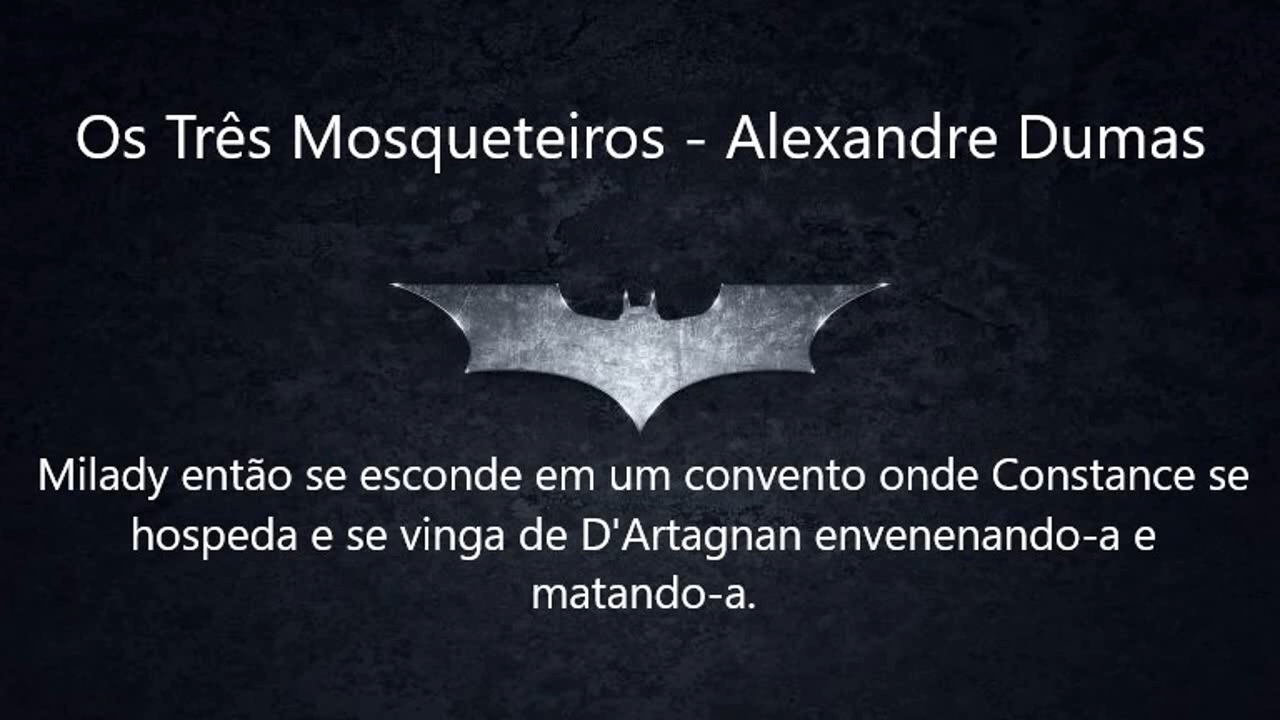 Os Três Mosqueteiros - Alexandre Dumas
Milady então se esconde em um convento onde Constance se
hospeda e se vinga de D'Artagnan envenenando-a e
matando-a.